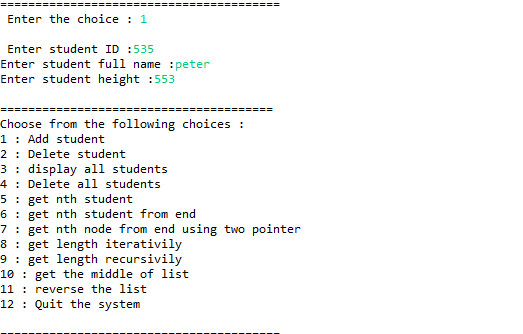 ========================================
Enter the choice : 1
Enter student ID :535
Enter student full name :peter
Enter student height :553
=======================================
Choose from the following choices :
1 : Add student
2 : Delete student
3 : display all students
4 : Delete all students
5 : get nth student
6 : get nth student from end
7 : get nth node from end using two pointer
8 : get length iterativily
9 : get length recursivily
10 : get the middle of list
11 : reverse the list
12 : Quit the system
========================================